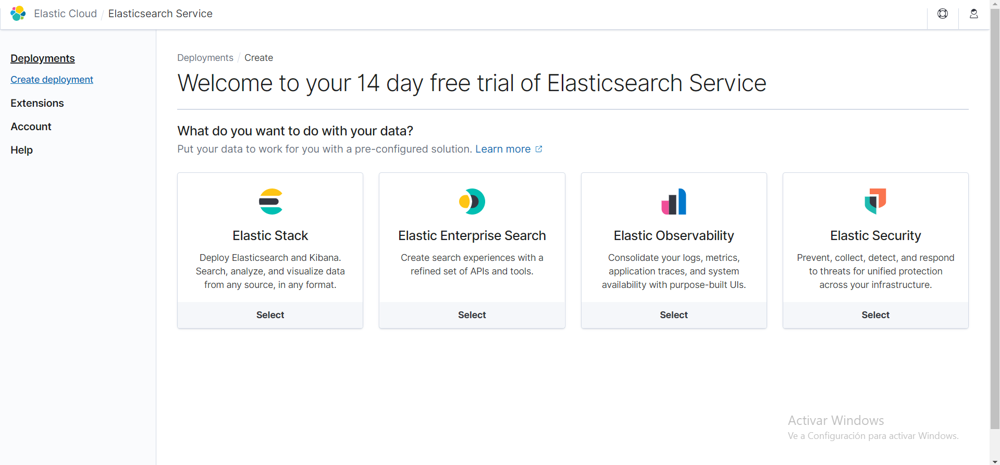 Elastic Cloud / Elasticsearch Service
Deployments
Create deployment
Extensions
Account
Help
Deployments / Create
Welcome to your 14 day free trial of Elasticsearch Service
What do you want to do with your data?
Put your data to work for you with a pre-configured solution. Learn more
Elastic Stack
Deploy Elasticsearch and Kibana.
Search, analyze, and visualize data
from any source, in any format.
Select
Elastic Enterprise Search
Create search experiences with a
refined set of APIs and tools.
Select
Elastic Observability
Consolidate your logs, metrics,
application traces, and system
availability with purpose-built UIs.
Select
Elastic Security
Prevent, collect, detect, and respond
to threats for unified protection
across your infrastructure.
Select
Activar Windows
Ve a Configuración para activar Windows.